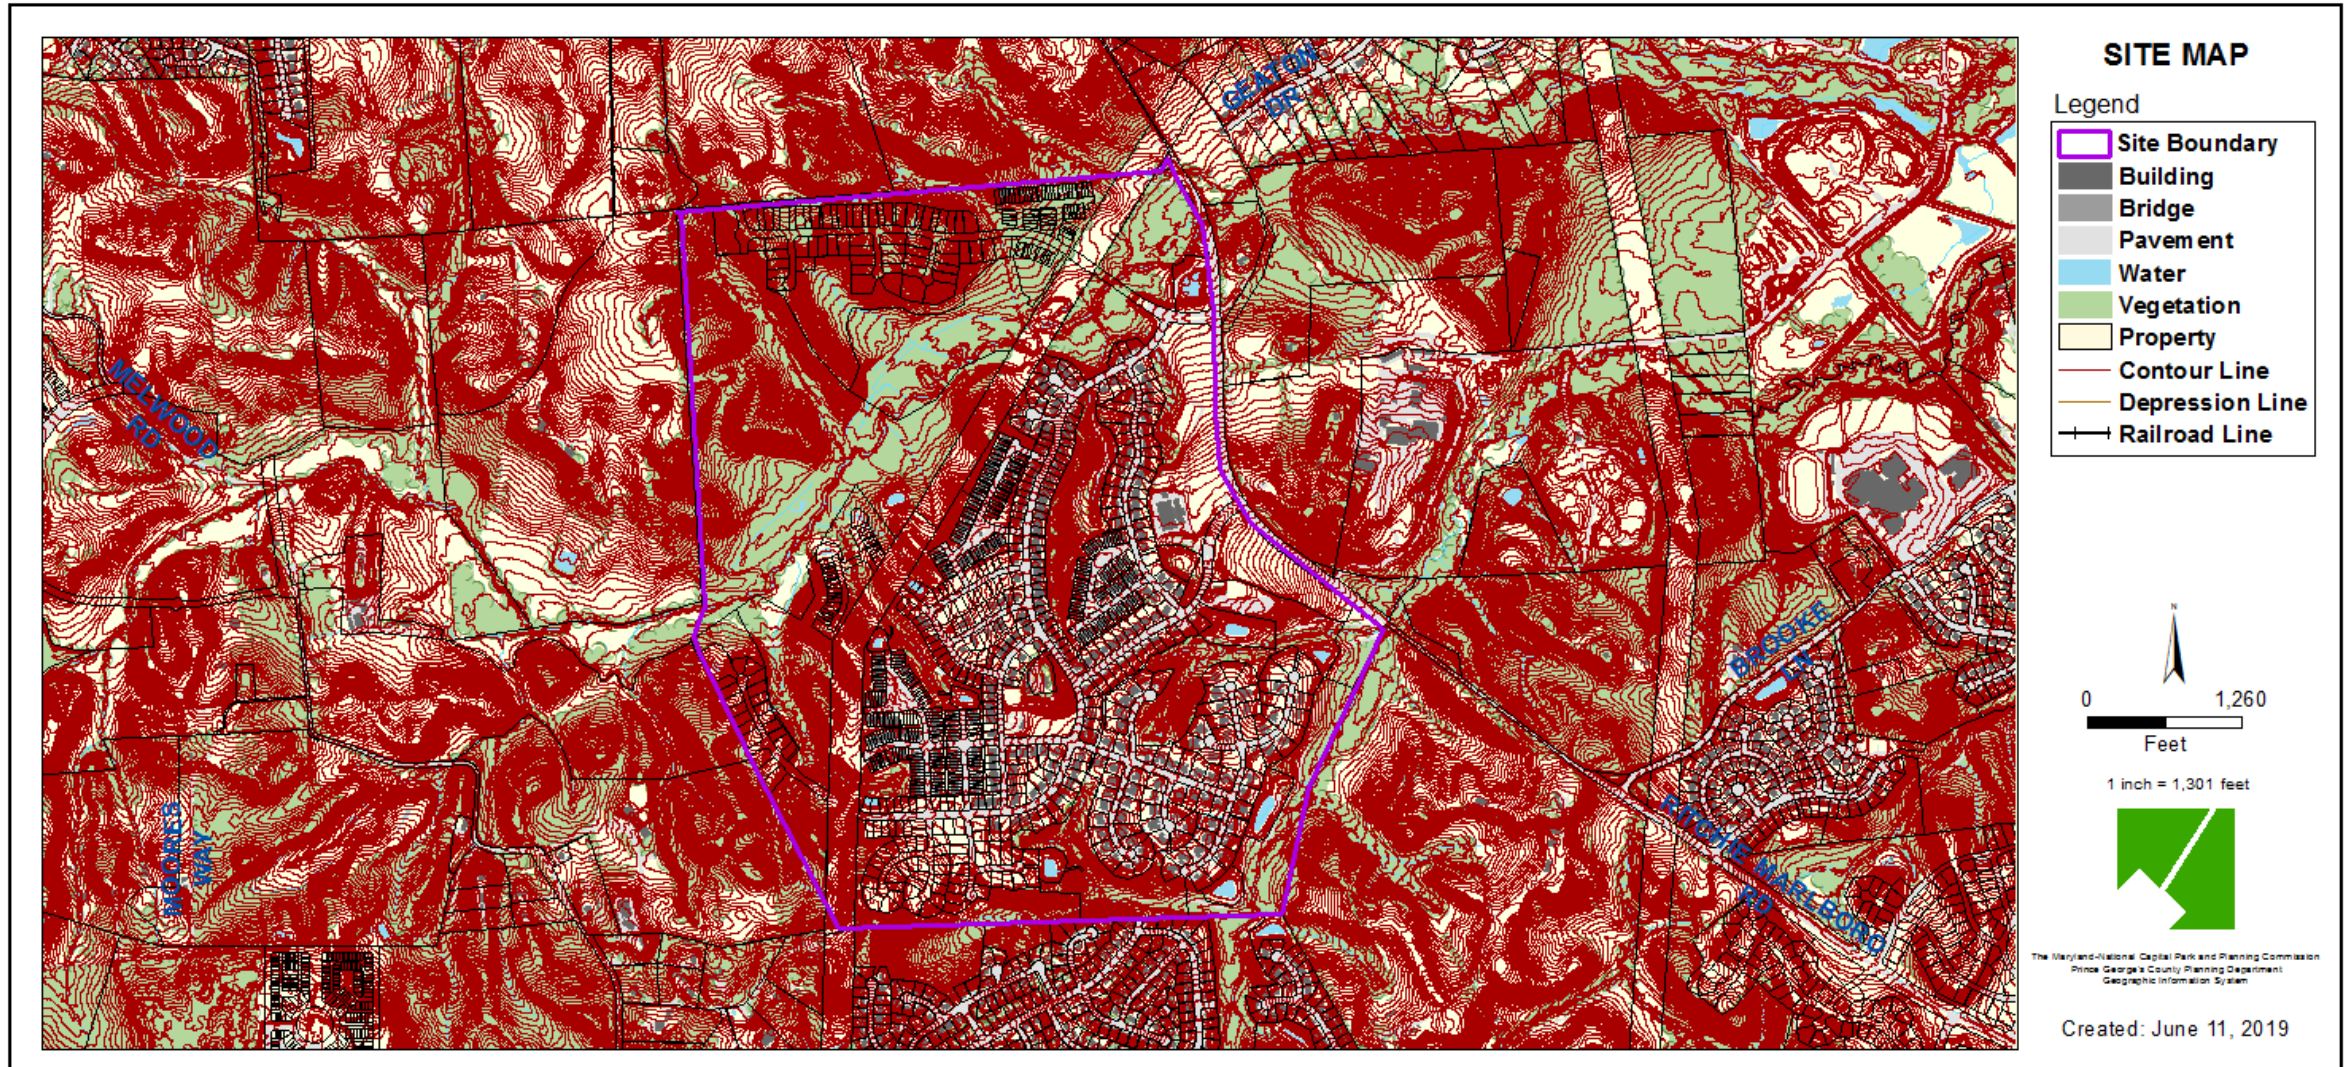 SITE MAP
Legend
Site Boundary
Building
Bridge
Pavement
Water
Vegetation
Property
Contour Line
Depression Line
Railroad Line
GEATON
DR
MELWOOD
RD
MOORES
WAY
BROOKE
LN
RITCHIE MARLBORO
RD
N
0 1,260
Feet
1 inch = 1,301 feet
The Maryland-National Capital Park and Planning Commission
Prince George's County Planning Department
Geographic Information System
Created: June 11, 2019